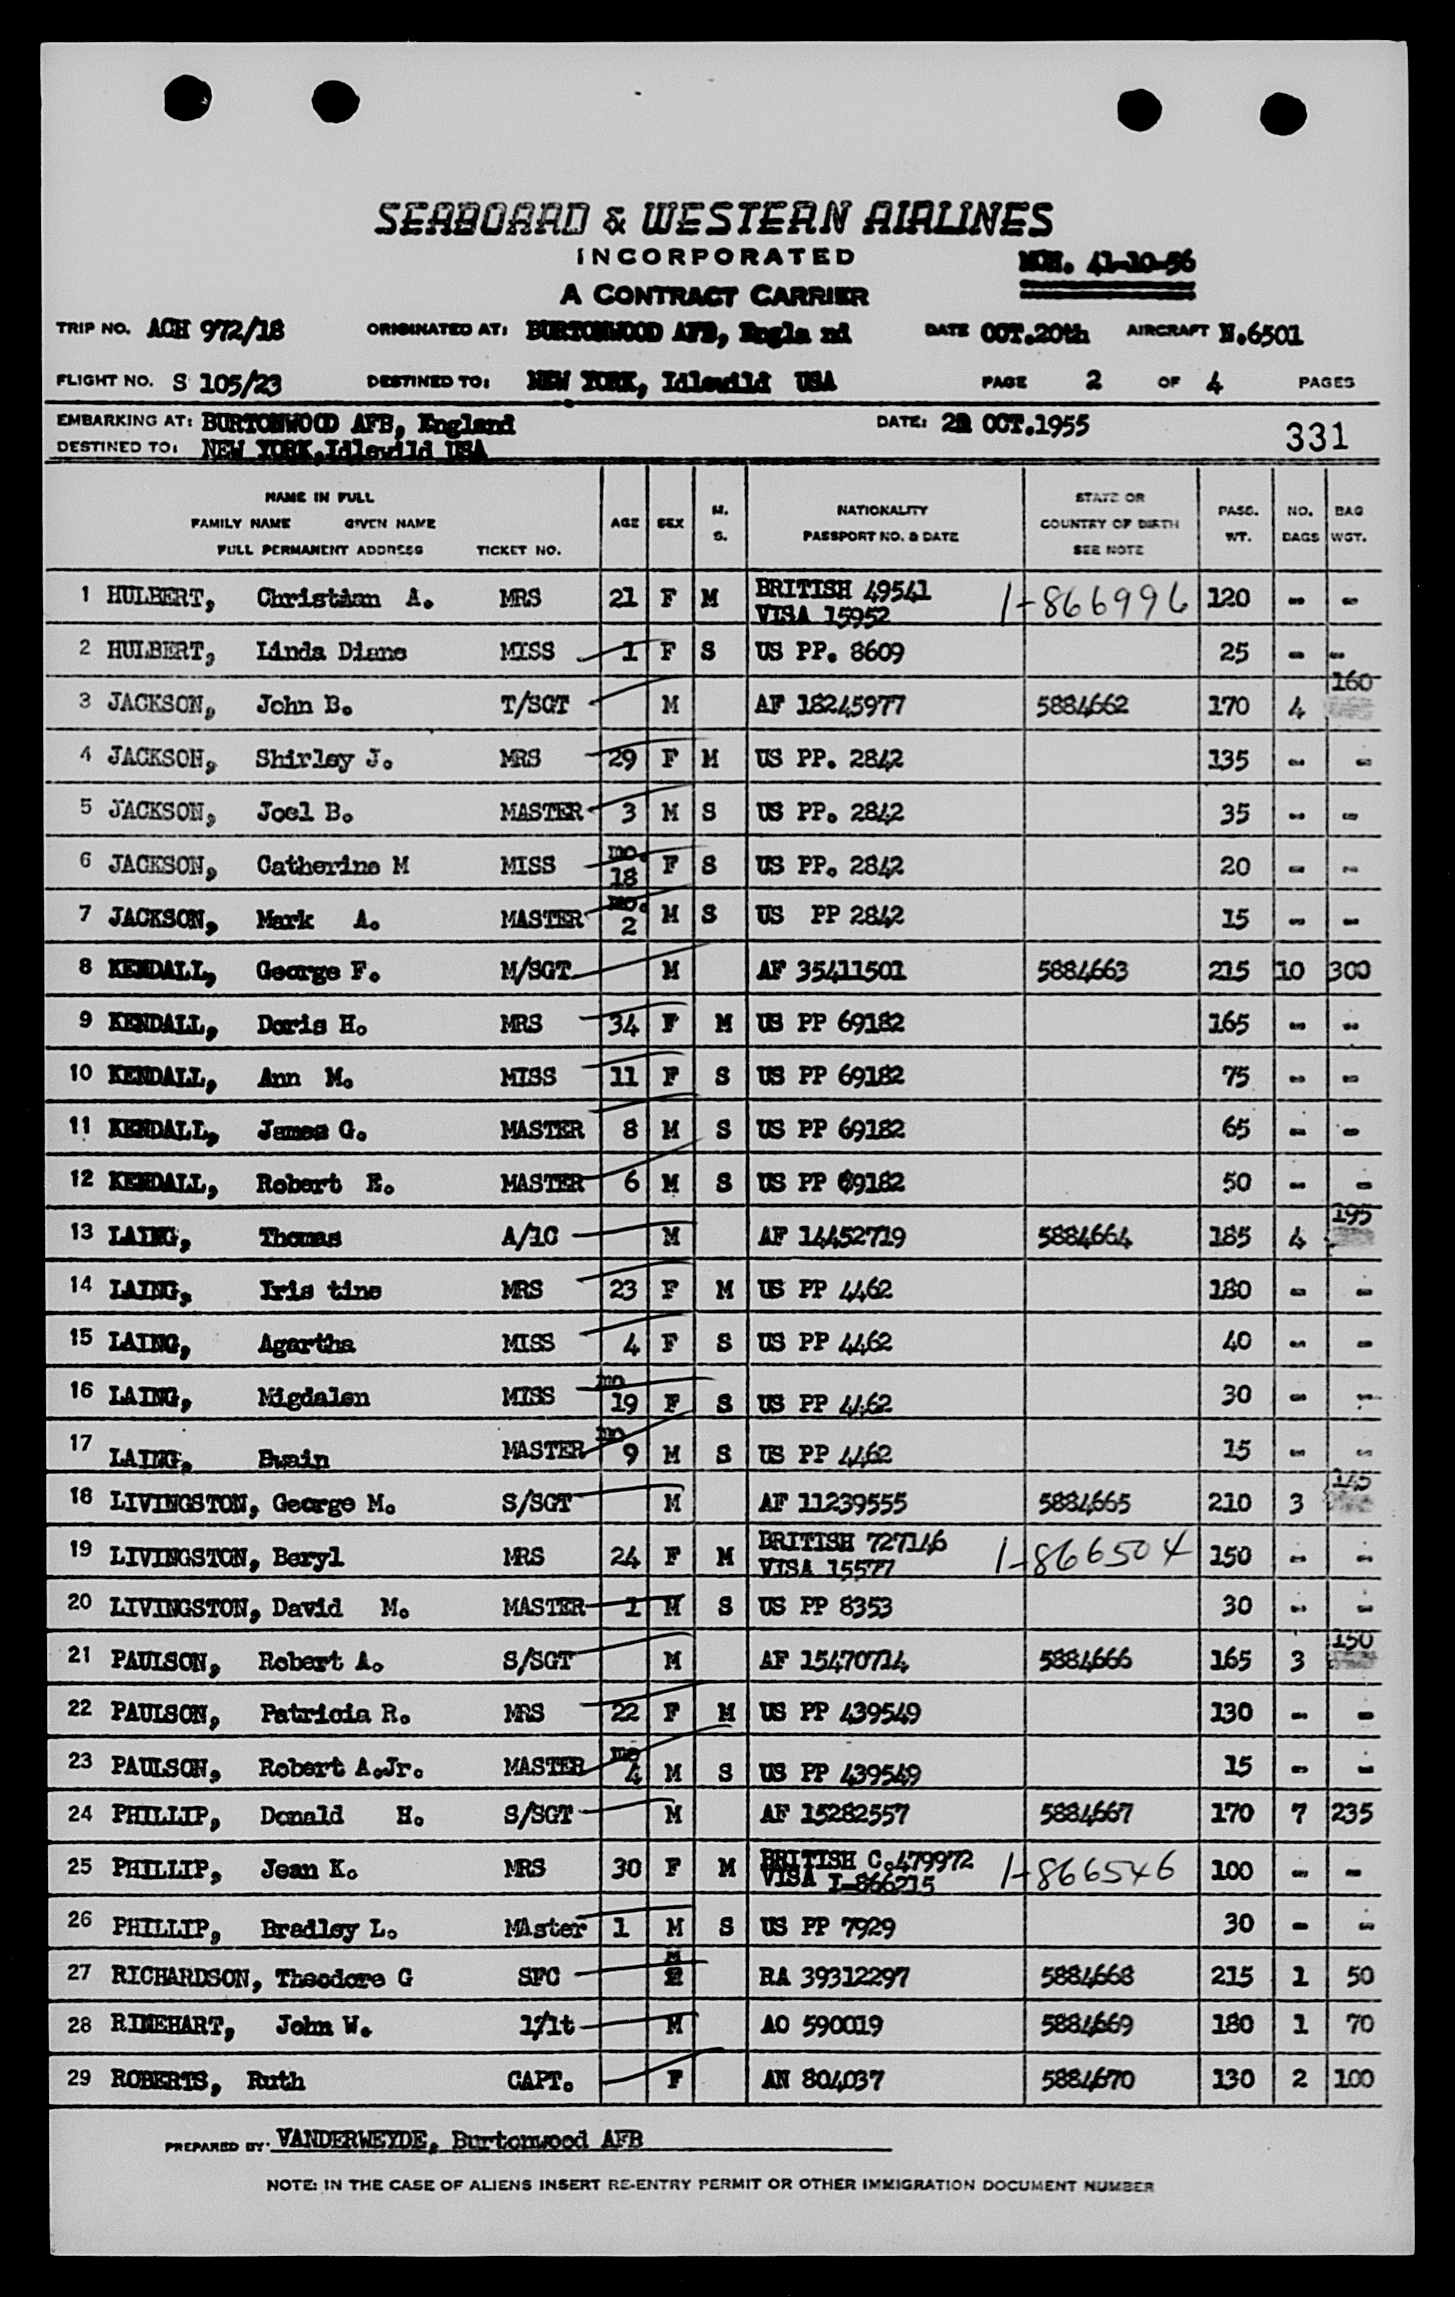 SEABOARD & WESTERN AIRLINES
INCORPORATED
MOM. 41-10-56
A CONTRACT CARRIER
TRIP NO. ACH 972/18 ORIGINATED AT: BURTONWOOD AFB, Engla nd DATE OCT.20th AIRCRAFT N.6501
FLIGHT NO. S 105/23 DESTINED TO: NEW YORK, Idlewild USA PAGE 2 OF 4 PAGES
EMBARKING AT: BURTONWOOD AFB, England DATE: OCT.1955
331
DESTINED TO: NEW YORK,Idlewild USA
NAME IN FULL
FAMILY NAME GIVEN NAME
FULL PERMANENT ADDRESS TICKET NO.
AGE SEX M. S. NATIONALITY PASSPORT NO. & DATE STATE OR COUNTRY OF BIRTH SEE NOTE PASS. WT. NO. BAGS BAG WGT.
1 HULBERT, Christian A. MRS 21 F M BRITISH 49541 VISA 15952 1-866996 120 - -
2 HULBERT, Linda Diane MISS 1 F S US PP. 8609 25 - -
3 JACKSON, John B. T/SGT M AF 18245977 5884662 170 4 160
4 JACKSON, Shirley J. MRS 29 F M US PP. 2842 135 - -
5 JACKSON, Joel B. MASTER 3 M S US PP. 2842 35 - -
6 JACKSON, Catherine M MISS mo. 18 F S US PP. 2842 20 - -
7 JACKSON, Mark A. MASTER mo. 2 M S US PP 2842 15 - -
8 KENDALL, George F. M/SGT M AF 35411501 5884663 215 10 300
9 KENDALL, Doris H. MRS 34 F M US PP 69182 165 - -
10 KENDALL, Ann M. MISS 11 F S US PP 69182 75 - -
11 KENDALL, James G. MASTER 8 M S US PP 69182 65 - -
12 KENDALL, Robert E. MASTER 6 M S US PP 69182 50 - -
13 LAING, Thomas A/1C M AF 14452719 5884664 185 4 195
14 LAING, Iris tine MRS 23 F M US PP 4462 180 - -
15 LAING, Agartha MISS 4 F S US PP 4462 40 - -
16 LAING, Migdalen MISS mo 19 F S US PP 4462 30 - -
17 LAING, Ewain MASTER mo 9 M S US PP 4462 15 - -
18 LIVINGSTON, George M. S/SGT M AF 11239555 5884665 210 3 145
19 LIVINGSTON, Beryl MRS 24 F M BRITISH 727146 VISA 15577 1-866504 150 - -
20 LIVINGSTON, David M. MASTER 1 M S US PP 8353 30 - -
21 PAULSON, Robert A. S/SGT M AF 15470714 5884666 165 3 150
22 PAULSON, Patricia R. MRS 22 F M US PP 439549 130 - -
23 PAULSON, Robert A.Jr. MASTER mo 4 M S US PP 439549 15 - -
24 PHILLIP, Donald H. S/SGT M AF 15282557 5884667 170 7 235
25 PHILLIP, Jean K. MRS 30 F M BRITISH C.479972 VISA I-866215 1-866546 100 - -
26 PHILLIP, Bradley L. MAster 1 M S US PP 7929 30 - -
27 RICHARDSON, Theodore G SFC M RA 39312297 5884668 215 1 50
28 RINEHART, John W. 1/lt M AO 590019 5884669 180 1 70
29 ROBERTS, Ruth CAPT. F AN 804037 5884670 130 2 100
PREPARED BY: VANDERWEYDE, Burtonwood AFB
NOTE: IN THE CASE OF ALIENS INSERT RE-ENTRY PERMIT OR OTHER IMMIGRATION DOCUMENT NUMBER